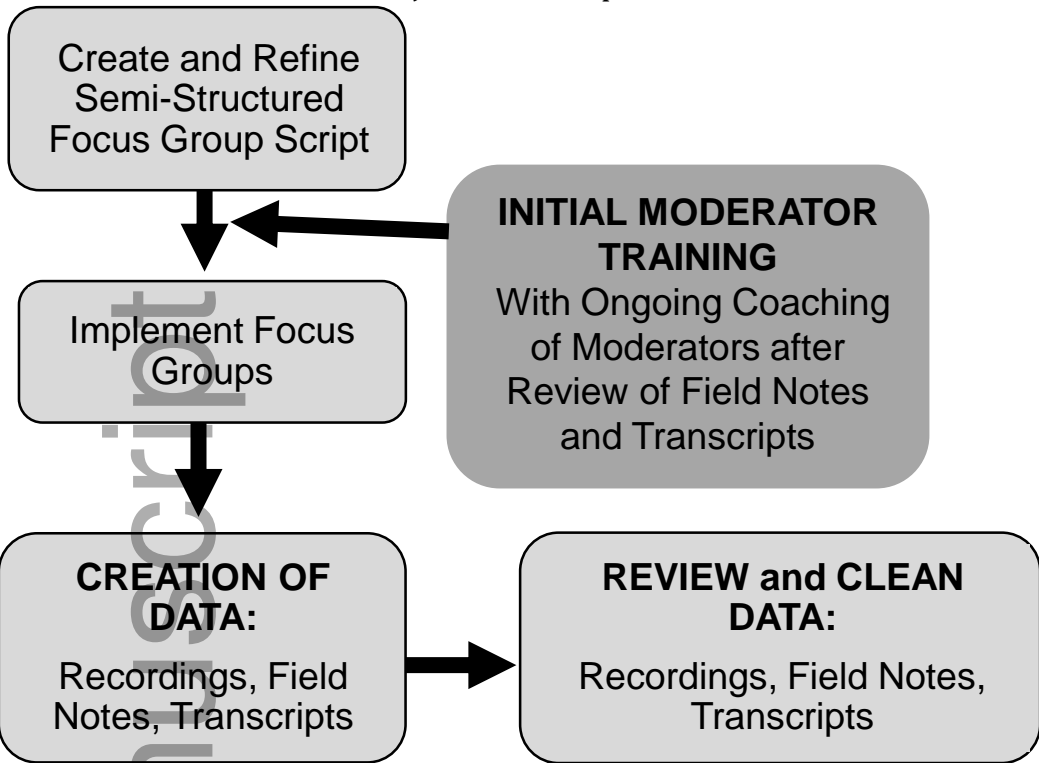 Create and Refine
Semi-Structured
Focus Group Script
INITIAL MODERATOR
TRAINING
With Ongoing Coaching
of Moderators after
Review of Field Notes
and Transcripts
Implement Focus
Groups
CREATION OF
DATA:
Recordings, Field
Notes, Transcripts
REVIEW and CLEAN
DATA:
Recordings, Field Notes,
Transcripts